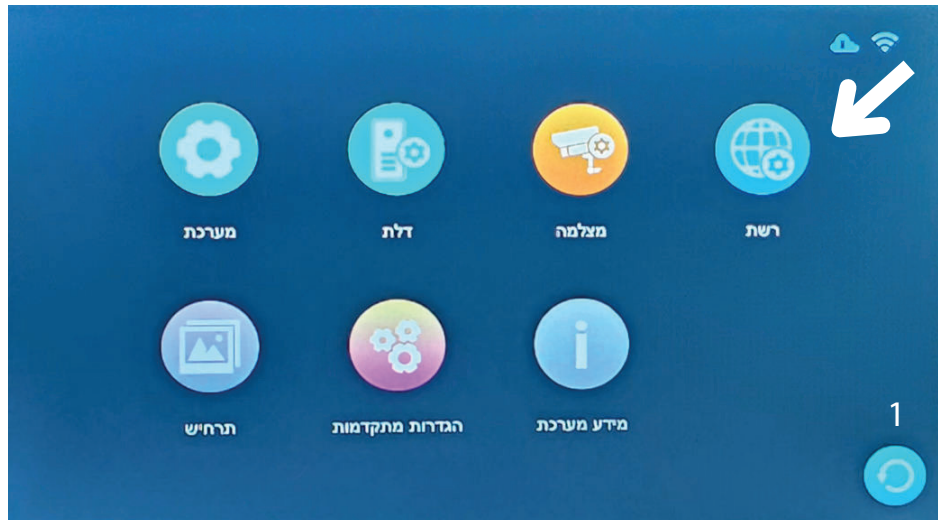 רשת
מצלמה
דלת
מערכת
מידע מערכת
הגדרות מתקדמות
תרחיש
1